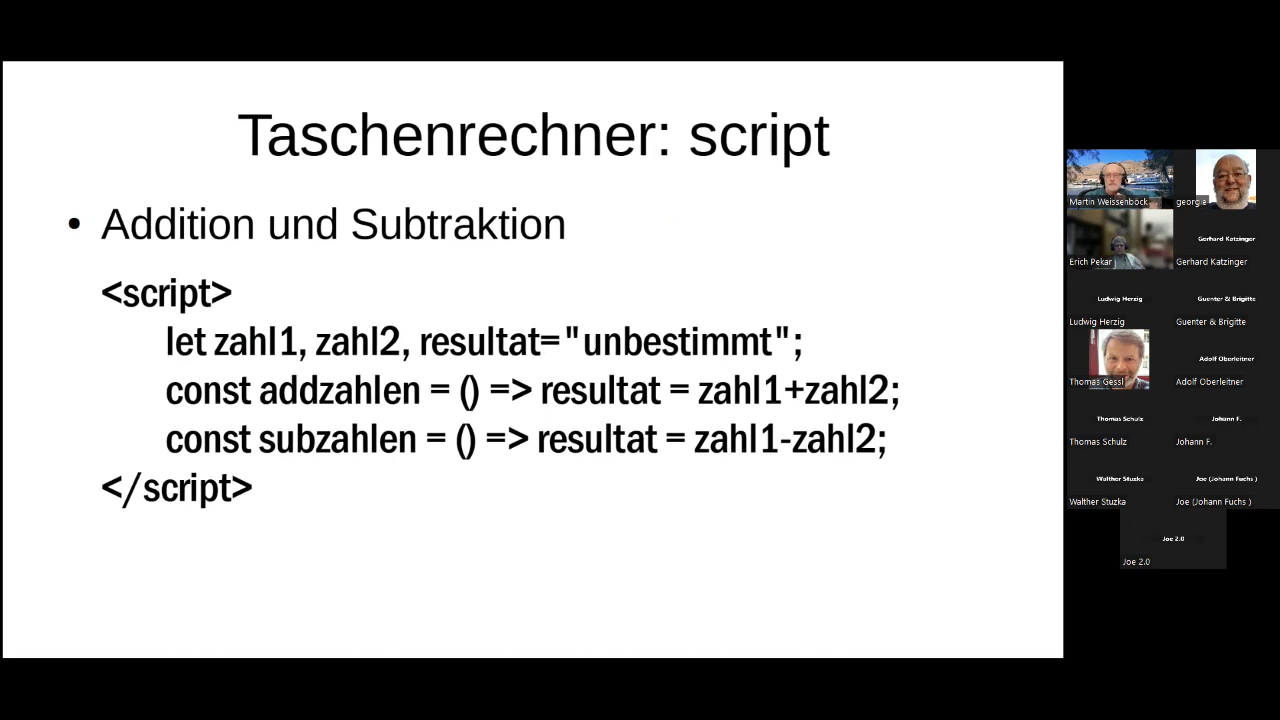 Taschenrechner: script
• Addition und Subtraktion
<script>
let zahl1, zahl2, resultat="unbestimmt";
const addzahlen = () => resultat = zahl1+zahl2;
const subzahlen = () => resultat = zahl1-zahl2;
</script>
Martin Weissenböck
georgie
Erich Pekar
Gerhard Katzinger
Gerhard Katzinger
Ludwig Herzig
Ludwig Herzig
Guenter & Brigitte
Guenter & Brigitte
Thomas Gessl
Adolf Oberleitner
Adolf Oberleitner
Thomas Schulz
Thomas Schulz
Johann F.
Johann F.
Walther Stuzka
Walther Stuzka
Joe (Johann Fuchs )
Joe (Johann Fuchs )
Joe 2.0
Joe 2.0